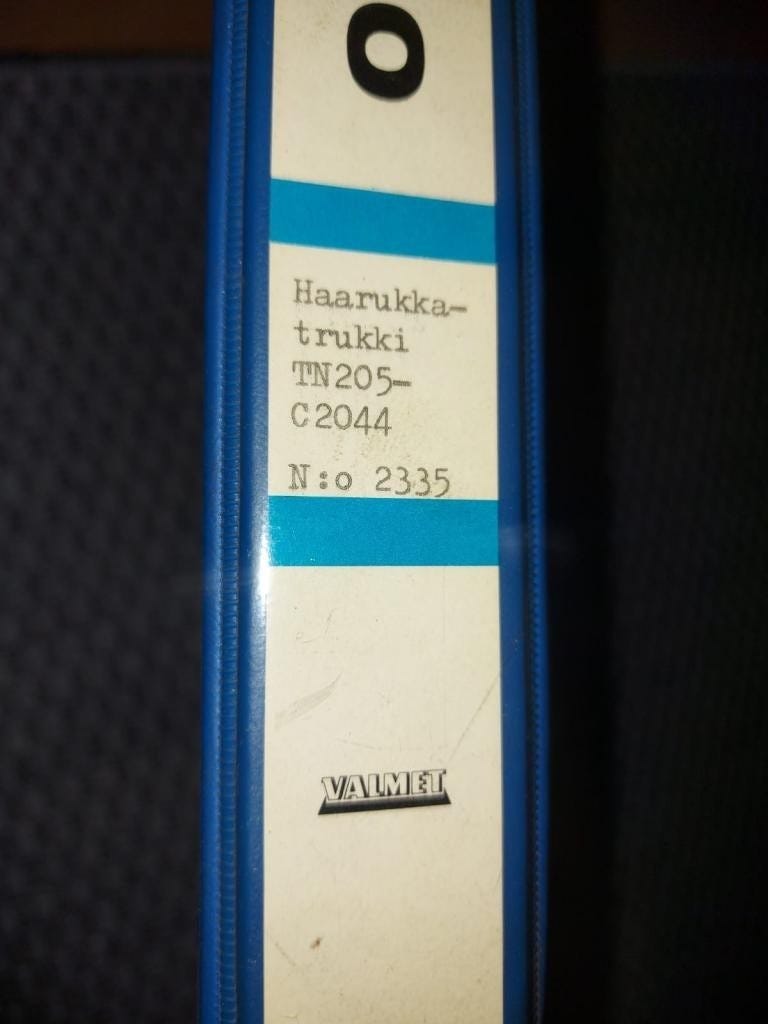 O
Haarukka-
trukki
TN205-
C2044
N:o 2335
VALMET